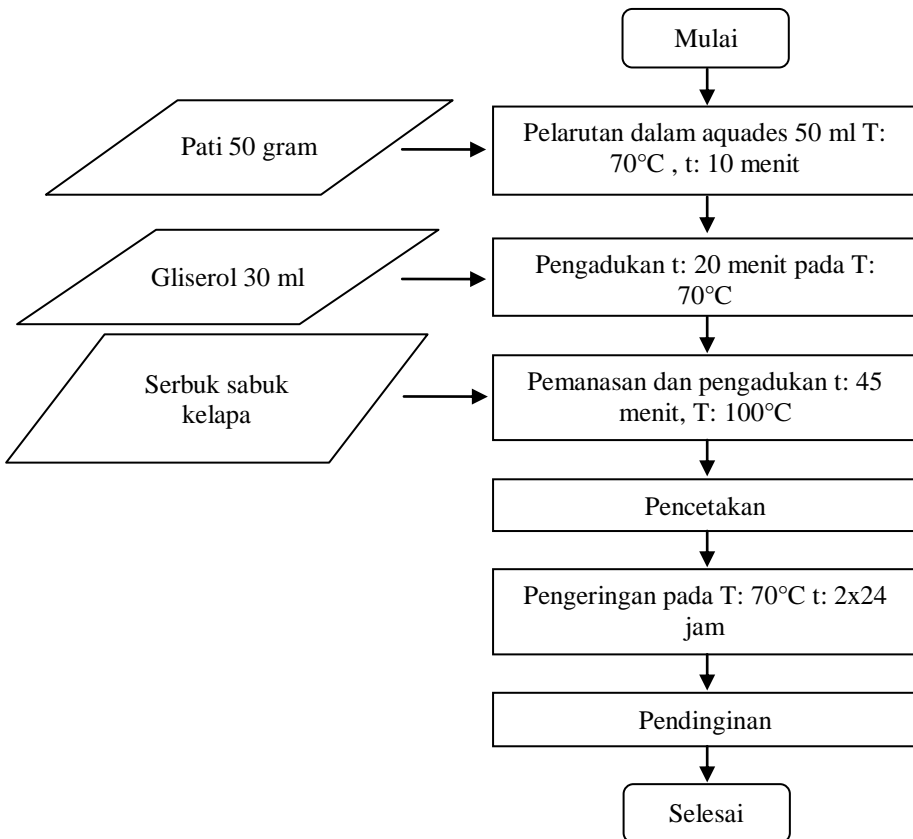 Mulai
Pati 50 gram
Pelarutan dalam aquades 50 ml T:
70°C , t: 10 menit
Gliserol 30 ml
Pengadukan t: 20 menit pada T:
70°C
Serbuk sabuk
kelapa
Pemanasan dan pengadukan t: 45
menit, T: 100°C
Pencetakan
Pengeringan pada T: 70°C t: 2x24
jam
Pendinginan
Selesai